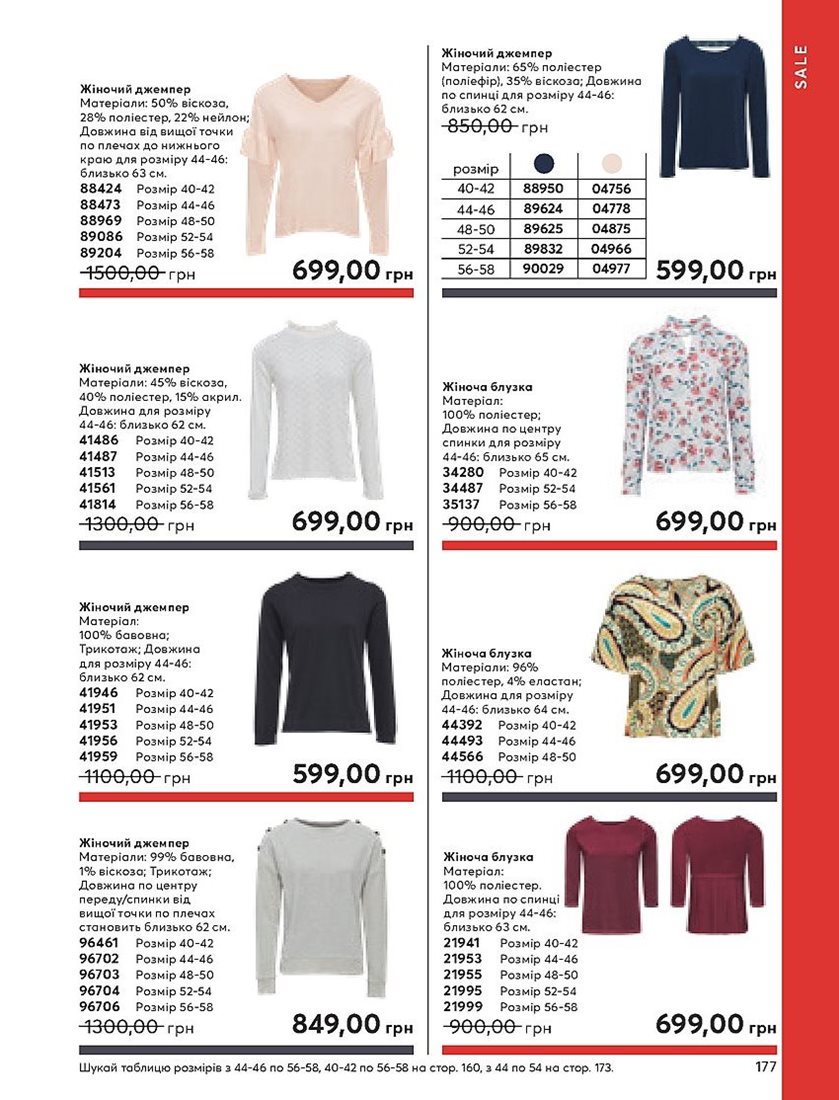 SALE
Жіночий джемпер
Матеріали: 50% віскоза,
28% поліестер, 22% нейлон;
Довжина від вищої точки
по плечах до нижнього
краю для розміру 44-46:
близько 63 см.
88424 Розмір 40-42
88473 Розмір 44-46
88969 Розмір 48-50
89086 Розмір 52-54
89204 Розмір 56-58
1500,00 грн
699,00 грн
Жіночий джемпер
Матеріали: 65% поліестер
(поліефір), 35% віскоза; Довжина
по спинці для розміру 44-46:
близько 62 см.
850,00 грн
розмір
40-42 88950 04756
44-46 89624 04778
48-50 89625 04875
52-54 89832 04966
56-58 90029 04977
599,00 грн
Жіночий джемпер
Матеріали: 45% віскоза,
40% поліестер, 15% акрил.
Довжина для розміру
44-46: близько 62 см.
41486 Розмір 40-42
41487 Розмір 44-46
41513 Розмір 48-50
41561 Розмір 52-54
41814 Розмір 56-58
1300,00 грн
699,00 грн
Жіноча блузка
Матеріал:
100% поліестер;
Довжина по центру
спинки для розміру
44-46: близько 65 см.
34280 Розмір 40-42
34487 Розмір 52-54
35137 Розмір 56-58
900,00 грн
699,00 грн
Жіночий джемпер
Матеріал:
100% бавовна;
Трикотаж; Довжина
для розміру 44-46:
близько 62 см.
41946 Розмір 40-42
41951 Розмір 44-46
41953 Розмір 48-50
41956 Розмір 52-54
41959 Розмір 56-58
1100,00 грн
599,00 грн
Жіноча блузка
Матеріали: 96%
поліестер, 4% еластан;
Довжина для розміру
44-46: близько 64 см.
44392 Розмір 40-42
44493 Розмір 44-46
44566 Розмір 48-50
1100,00 грн
699,00 грн
Жіночий джемпер
Матеріали: 99% бавовна,
1% віскоза; Трикотаж;
Довжина по центру
переду/спинки від
вищої точки по плечах
становить близько 62 см.
96461 Розмір 40-42
96702 Розмір 44-46
96703 Розмір 48-50
96704 Розмір 52-54
96706 Розмір 56-58
1300,00 грн
849,00 грн
Жіноча блузка
Матеріал:
100% поліестер.
Довжина по спинці
для розміру 44-46:
близько 63 см.
21941 Розмір 40-42
21953 Розмір 44-46
21955 Розмір 48-50
21995 Розмір 52-54
21999 Розмір 56-58
900,00 грн
699,00 грн
Шукай таблицю розмірів з 44-46 по 56-58, 40-42 по 56-58 на стор. 160, з 44 по 54 на стор. 173.
177